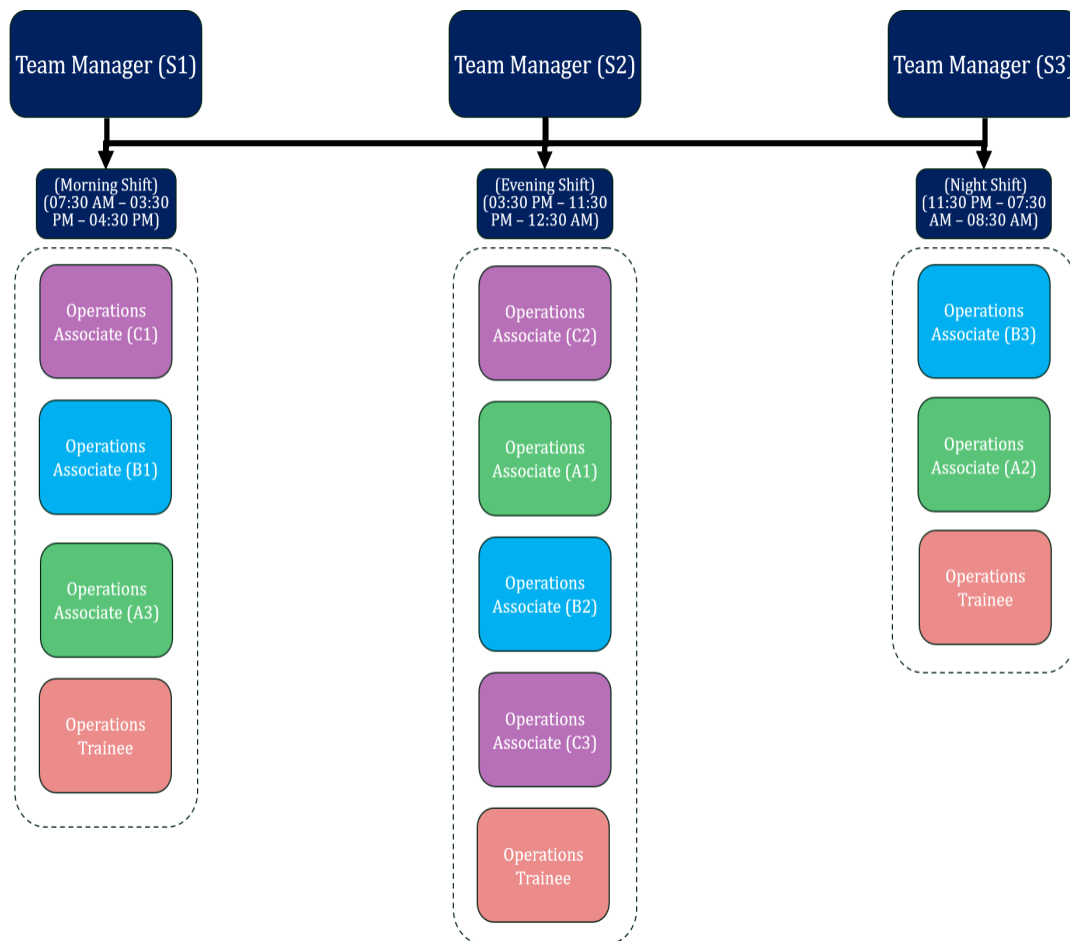 Team Manager (S1)
Team Manager (S2)
Team Manager (S3)
(Morning Shift)
(07:30 AM – 03:30
PM – 04:30 PM)
(Evening Shift)
(03:30 PM – 11:30
PM – 12:30 AM)
(Night Shift)
(11:30 PM – 07:30
AM – 08:30 AM)
Operations
Associate (C1)
Operations
Associate (B1)
Operations
Associate (A3)
Operations
Trainee
Operations
Associate (C2)
Operations
Associate (A1)
Operations
Associate (B2)
Operations
Associate (C3)
Operations
Trainee
Operations
Associate (B3)
Operations
Associate (A2)
Operations
Trainee